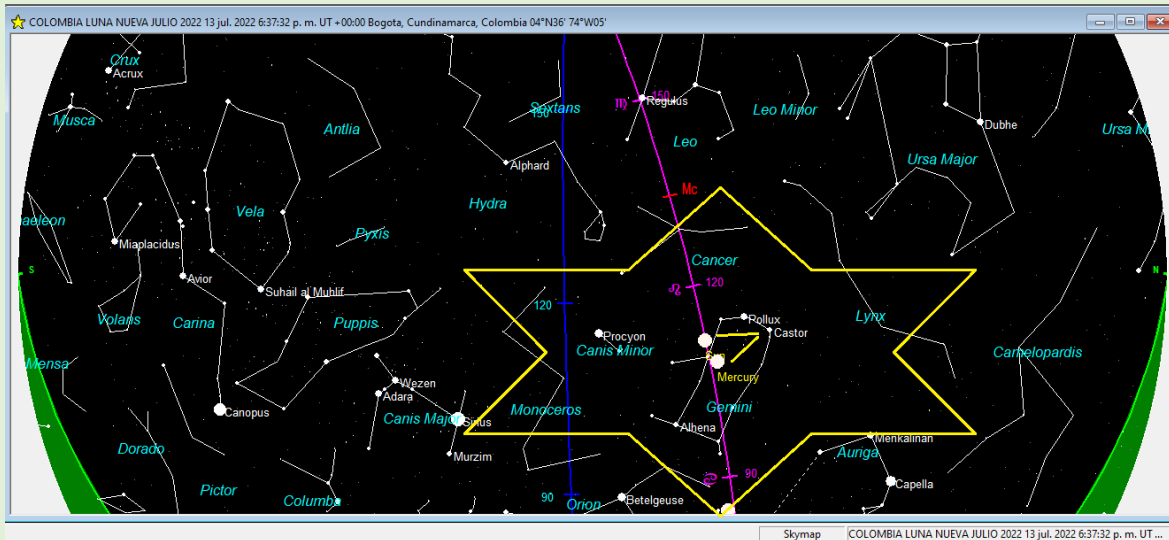 COLOMBIA LUNA NUEVA JULIO 2022 13 jul. 2022 6:37:32 p. m. UT +00:00 Bogota, Cundinamarca, Colombia 04°N36' 74°W05'
Crux
Acrux
Musca
Antlia
Sextans
150
♍ 150
Regulus
Leo
Leo Minor
Dubhe
Ursa M
Ursa Major
Alphard
Hydra
Mc
Vela
Pyxis
aeleon
Miaplacidus
Cancer
S
N
Avior
Suhail al Muhlif
♌ 120
120
Volans
Carina
Puppis
Pollux
Castor
Lynx
Procyon
Canis Minor
Camelopardis
Mensa
Mercury
Wezen
Adara
Canopus
Canis Major
Sirius
Monoceros
Gemini
Alhena
Murzim
Menkalinan
Auriga
Dorado
Pictor
Columba
90
Orion
Betelgeuse
♋ 90
Capella
Skymap
COLOMBIA LUNA NUEVA JULIO 2022 13 jul. 2022 6:37:32 p. m. UT ...